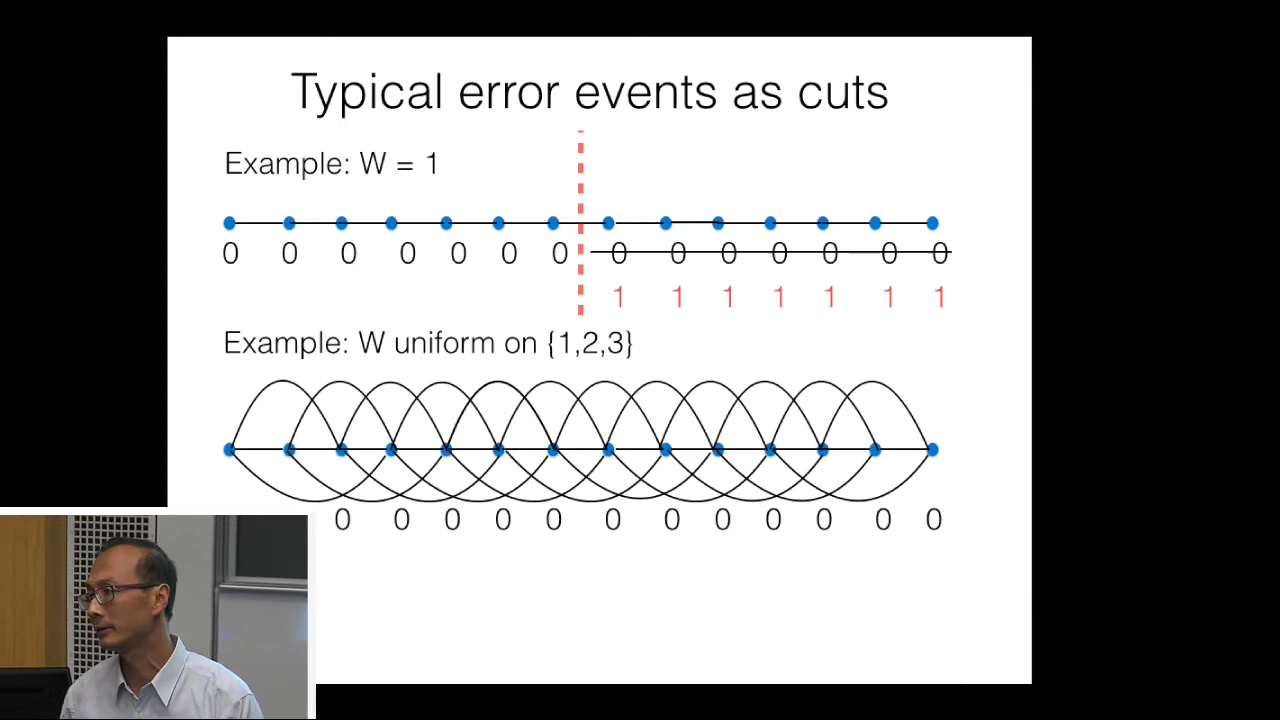 Typical error events as cuts
Example: W = 1
0 0 0 0 0 0 0 0 0 0 0 0 0 0
1 1 1 1 1 1 1
Example: W uniform on {1,2,3}
0 0 0 0 0 0 0 0 0 0 0 0